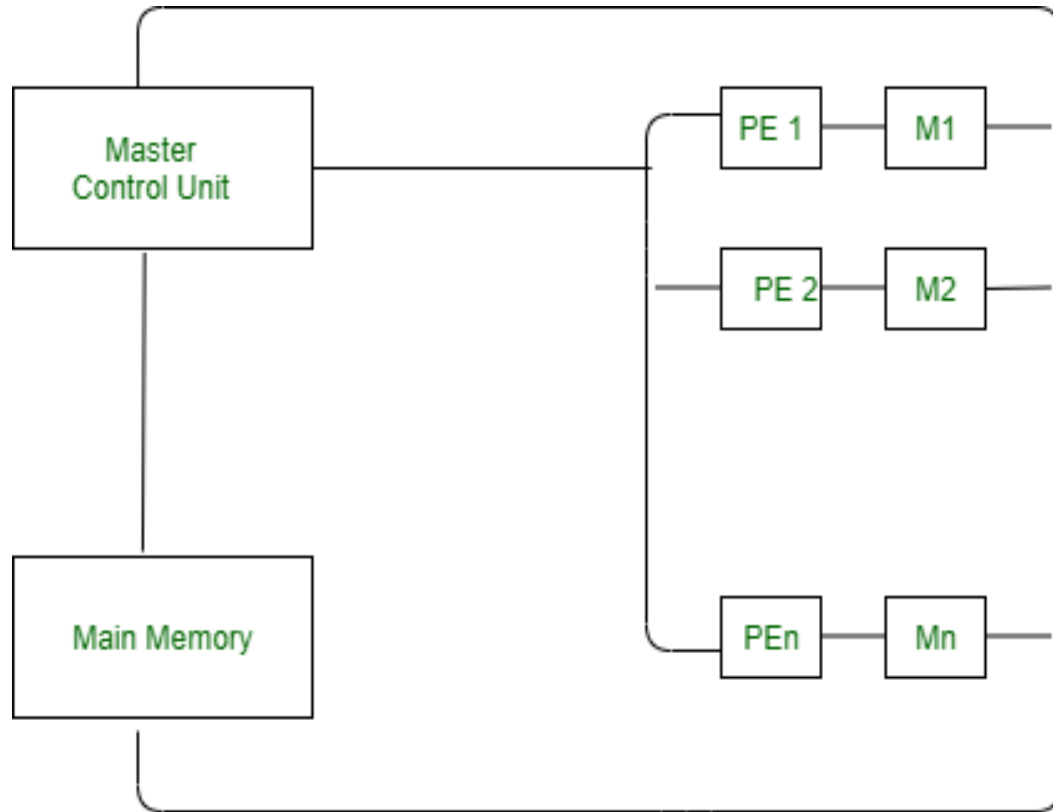 Master
Control Unit
PE 1
M1
PE 2
M2
Main Memory
PEn
Mn